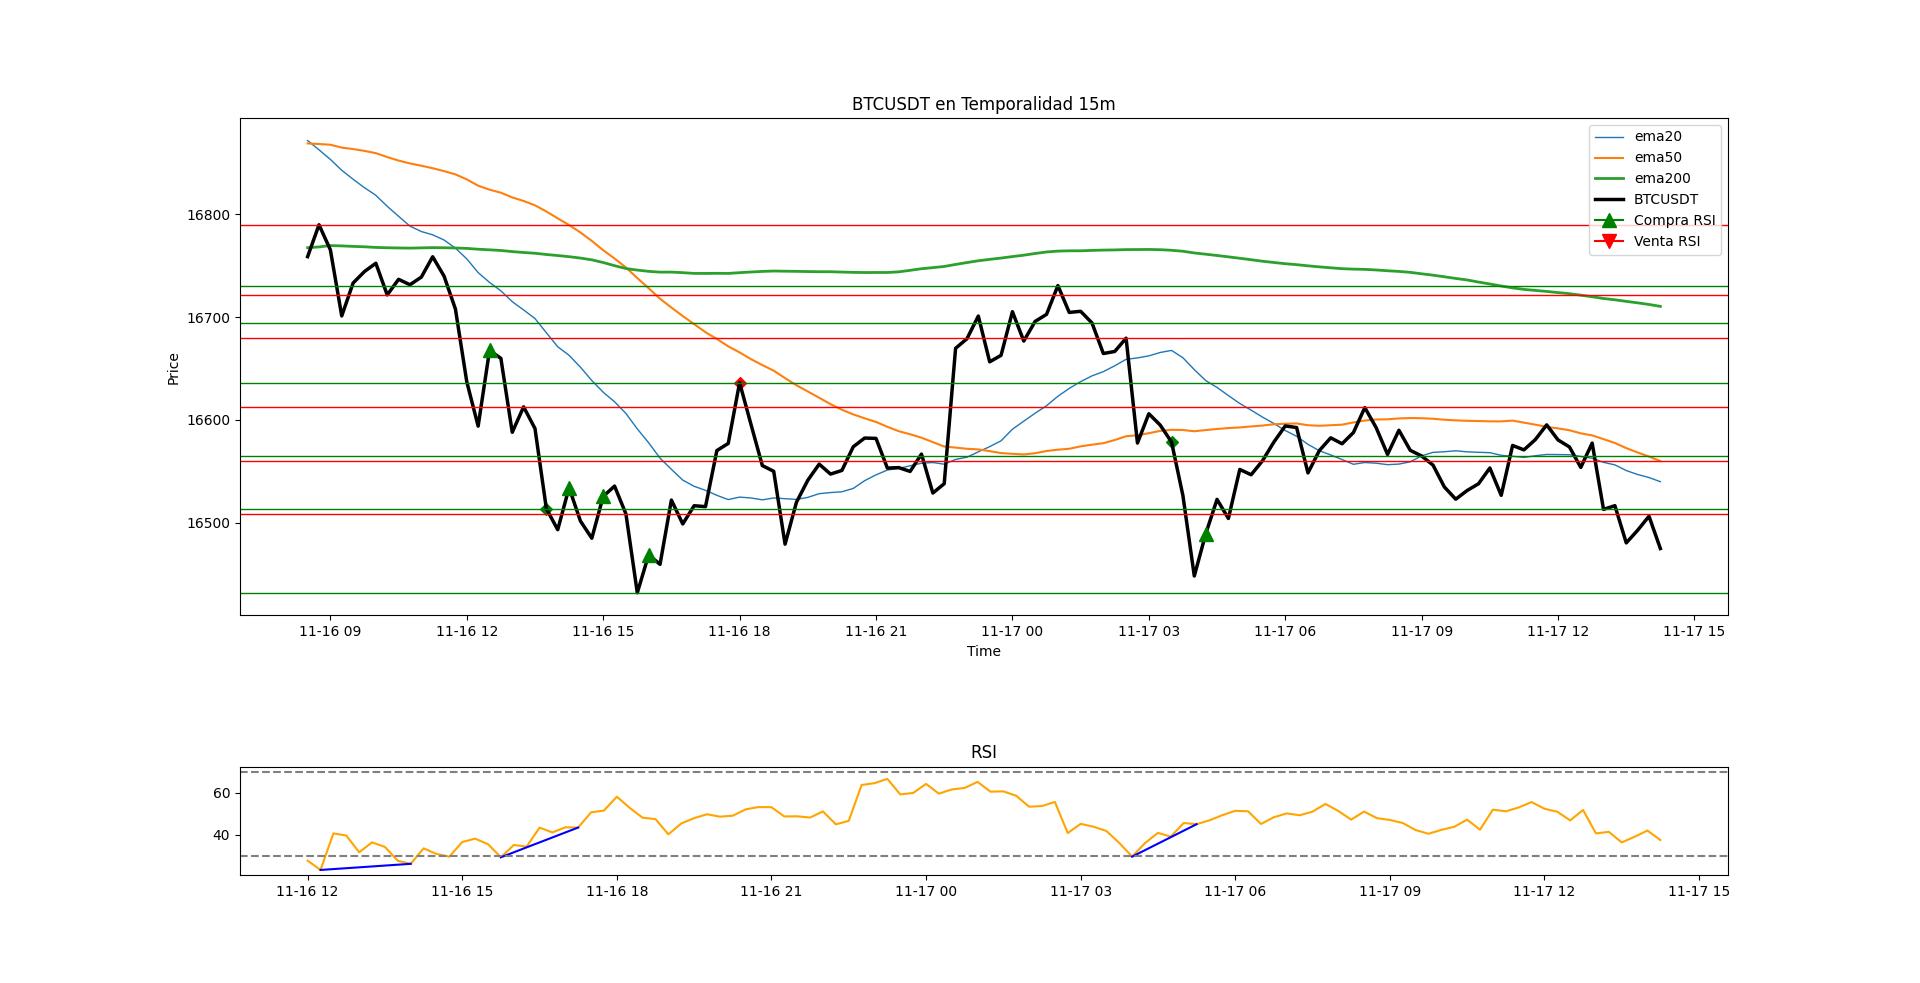 BTCUSDT en Temporalidad 15m
ema20
ema50
ema200
BTCUSDT
Compra RSI
Venta RSI
Price
16800
16700
16600
16500
11-16 09 11-16 12 11-16 15 11-16 18 11-16 21 11-17 00 11-17 03 11-17 06 11-17 09 11-17 12 11-17 15
Time
RSI
60
40
11-16 12 11-16 15 11-16 18 11-16 21 11-17 00 11-17 03 11-17 06 11-17 09 11-17 12 11-17 15